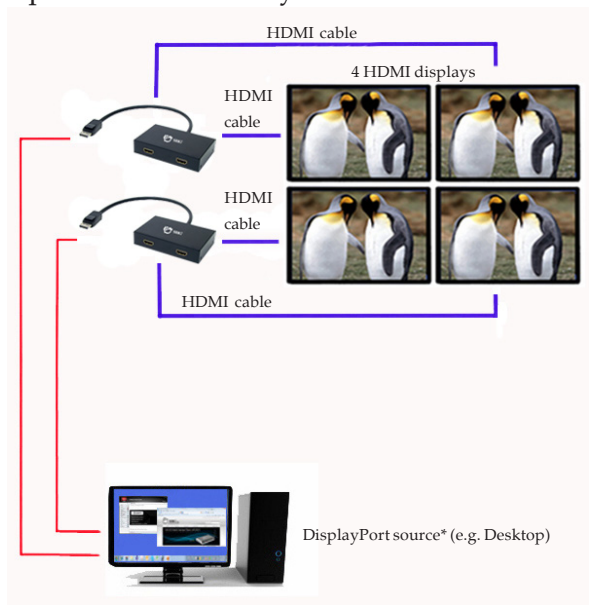 HDMI cable
4 HDMI displays
HDMI
cable
HDMI
cable
HDMI cable
DisplayPort source* (e.g. Desktop)